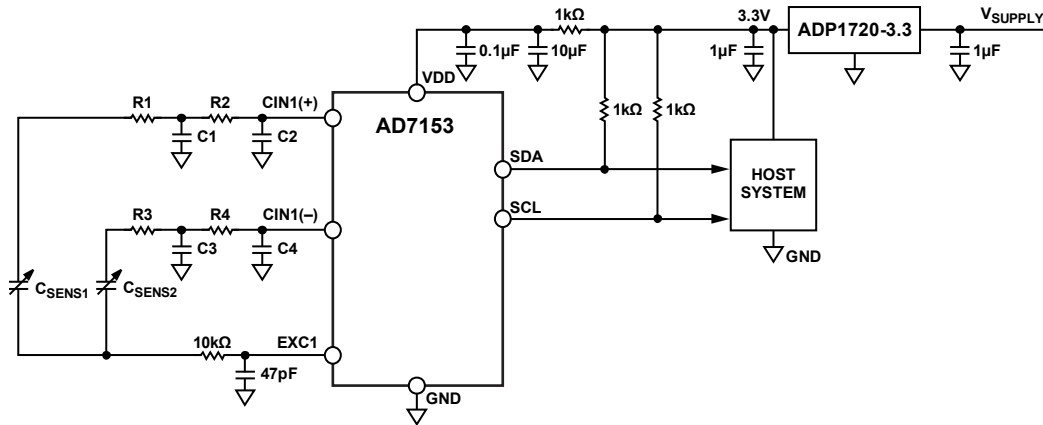 1kΩ
3.3V
ADP1720-3.3
VSUPPLY
0.1µF
10µF
1µF
1µF
VDD
R1
R2
CIN1(+)
AD7153
1kΩ
1kΩ
C1
C2
SDA
HOST
SYSTEM
R3
R4
CIN1(–)
SCL
C3
C4
GND
CSENS1
CSENS2
10kΩ
EXC1
47pF
GND